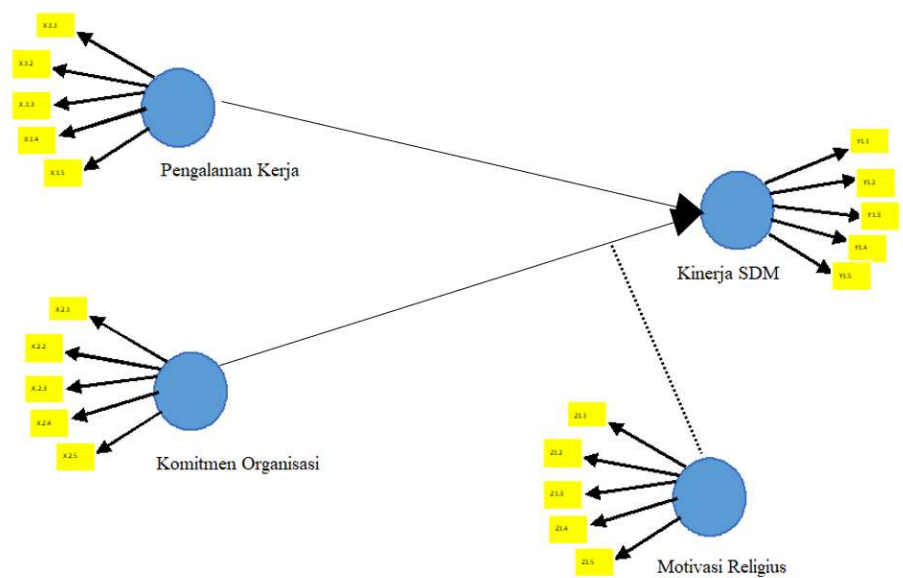 X.1.1
X.1.2
X.1.3
X.1.4
X.1.5
Pengalaman Kerja
Y1.1
Y1.2
Y1.3
Y1.4
Y1.5
Kinerja SDM
X.2.1
X.2.2
X.2.3
X.2.4
X.2.5
Komitmen Organisasi
Z1.1
Z1.2
Z1.3
Z1.4
Z1.5
Motivasi Religius